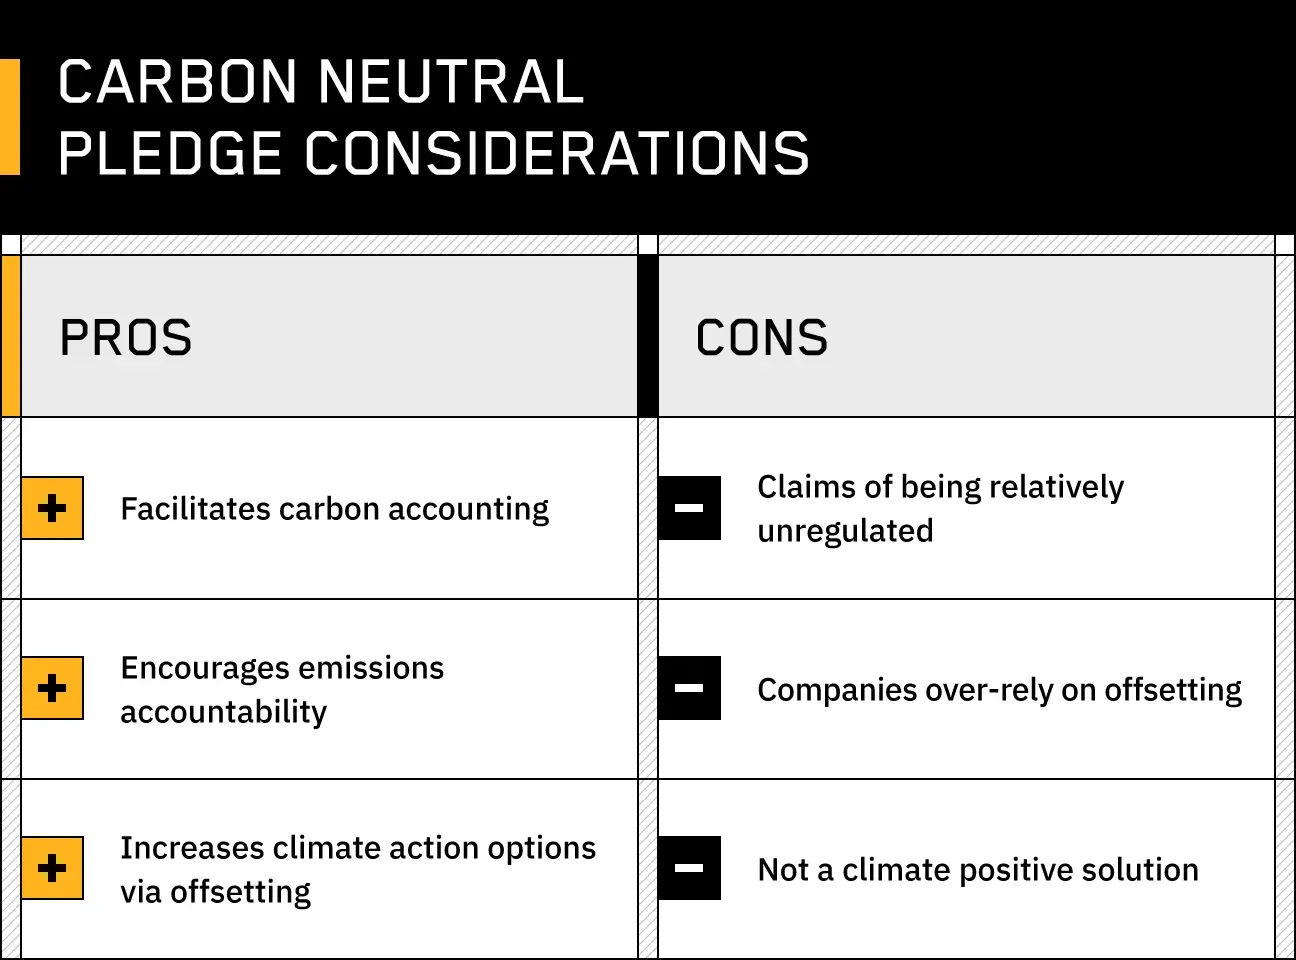 CARBON NEUTRAL
PLEDGE CONSIDERATIONS
PROS
CONS
Facilitates carbon accounting
Claims of being relatively
unregulated
Encourages emissions
accountability
Companies over-rely on offsetting
Increases climate action options
via offsetting
Not a climate positive solution